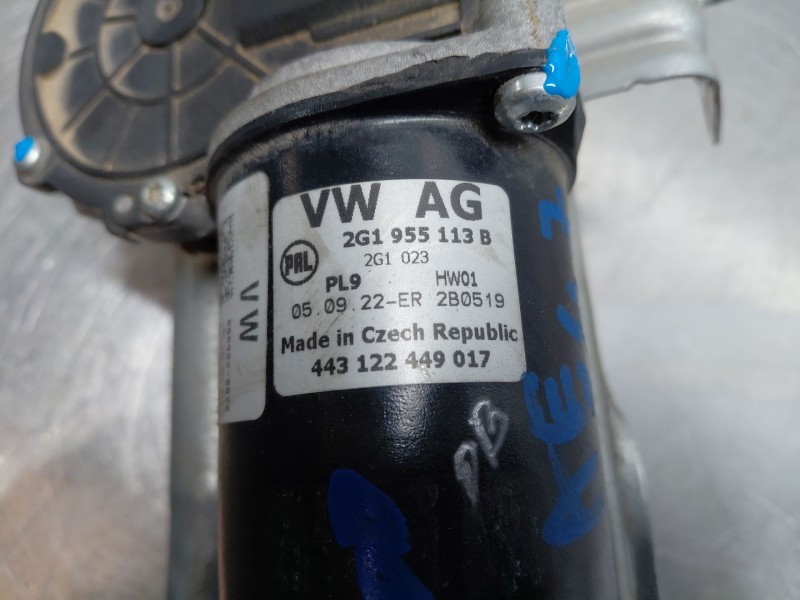 VW AG
2G1 955 113 B
PAL
2G1 023
PL9 HW01
05.09.22-ER 2B0519
Made in Czech Republic
443 122 449 017
VW